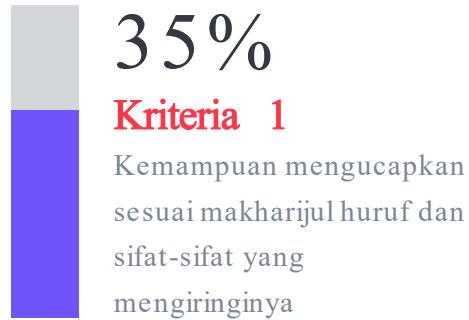 35%
Kriteria 1
Kemampuan mengucapkan
sesuai makharijul huruf dan
sifat-sifat yang
mengiringinya